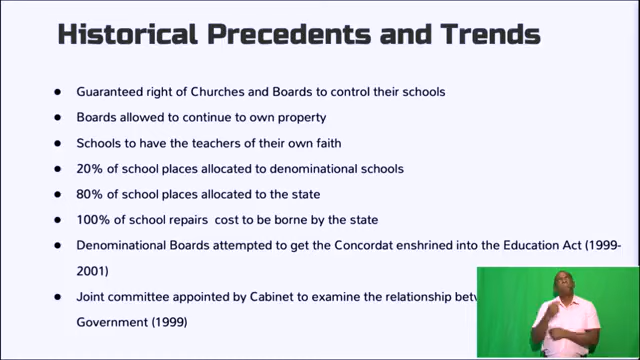 Historical Precedents and Trends
● Guaranteed right of Churches and Boards to control their schools
● Boards allowed to continue to own property
● Schools to have the teachers of their own faith
● 20% of school places allocated to denominational schools
● 80% of school places allocated to the state
● 100% of school repairs cost to be borne by the state
● Denominational Boards attempted to get the Concordat enshrined into the Education Act (1999-
2001)
● Joint committee appointed by Cabinet to examine the relationship
Government (1999)